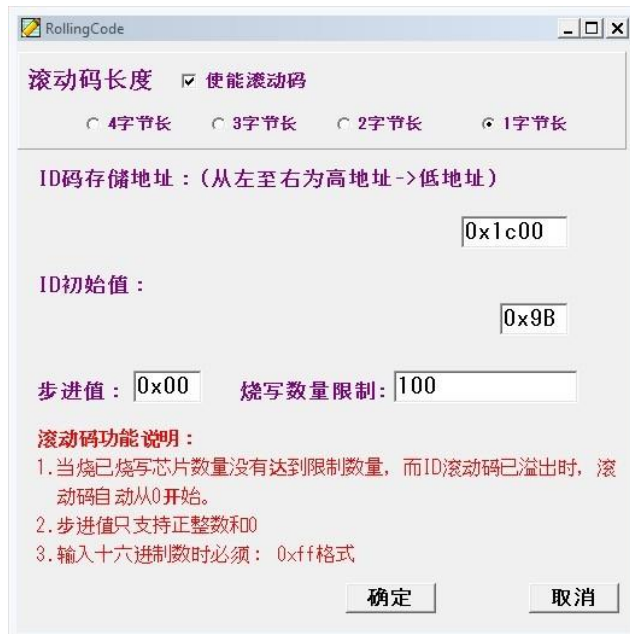 RollingCode
滚动码长度 使能滚动码
4字节长 3字节长 2字节长 1字节长
ID码存储地址：(从左至右为高地址->低地址)
0x1c00
ID初始值：
0x9B
步进值：0x00 烧写数量限制:100
滚动码功能说明：
1.当烧已烧写芯片数量没有达到限制数量，而ID滚动码已溢出时，滚
动码自动从0开始。
2.步进值只支持正整数和0
3.输入十六进制数时必须：0xff格式
确定 取消